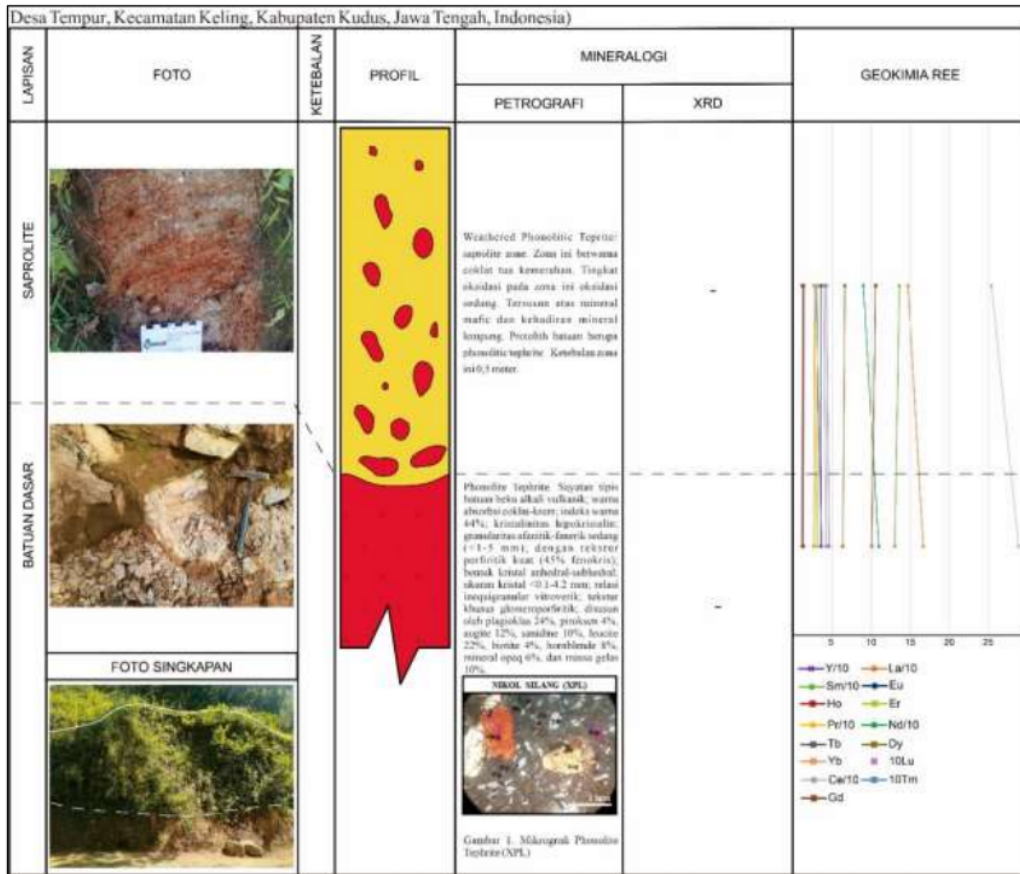 Desa Tempur, Kecamatan Keling, Kabupaten Kudus, Jawa Tengah, Indonesia)
LAPISAN
FOTO
KETEBALAN
PROFIL
MINERALOGI
PETROGRAFI
XRD
GEOKIMIA REE
SAPROLITE
Weathered Phonolitic Teprite:
saprolite zone. Zona ini berwarna
coklat tua kemerahan. Tingkat
oksidasi pada zona ini oksidasi
sedang. Tersusun atas mineral
mafic dan kehadiran mineral
lempung. Protolith batuan berupa
phonolitic tephrite. Ketebalan zona
ini 0,5 meter.
-
BATUAN DASAR
Phonolite Tephrite. Sayatan tipis
batuan beku alkali vulkanik; warna
absorbsi coklat-krem; indeks warna
44%; kristalinitas hipokristalin;
granularitas afanitik-fanerik sedang
(<1-5 mm); dengan tekstur
porfiritik kuat (45% fenokris);
bentuk kristal anhedral-subhedral;
ukuran kristal <0.1-4.2 mm; relasi
inequigranular vitroverik; tekstur
khusus glomeroporfiritik; disusun
oleh plagioklas 24%, piroksen 4%,
augite 12%, sanidine 10%, leucite
22%, biotite 4%, hornblende 8%,
mineral opaq 6%, dan massa gelas
10%.
-
NIKOL SILANG (XPL)
1 mm
Gambar 1. Mikrograf Phonolite
Tephrite (XPL)
FOTO SINGKAPAN
5 10 15 20 25
Y/10 La/10
Sm/10 Eu
Ho Er
Pr/10 Nd/10
Tb Dy
Yb 10Lu
Ce/10 10Tm
Gd